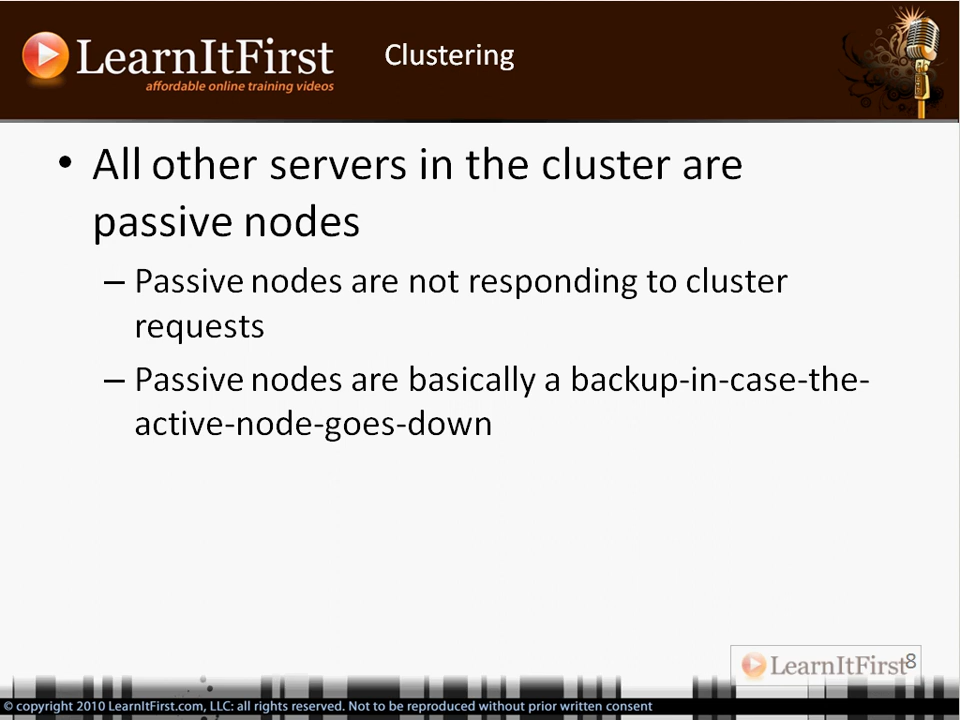 LearnItFirst
affordable online training videos
Clustering
• All other servers in the cluster are
passive nodes
– Passive nodes are not responding to cluster
requests
– Passive nodes are basically a backup-in-case-the-
active-node-goes-down
LearnItFirst
8
© copyright 2010 LearnItFirst.com, LLC: all rights reserved. Not to be reproduced without prior written consent